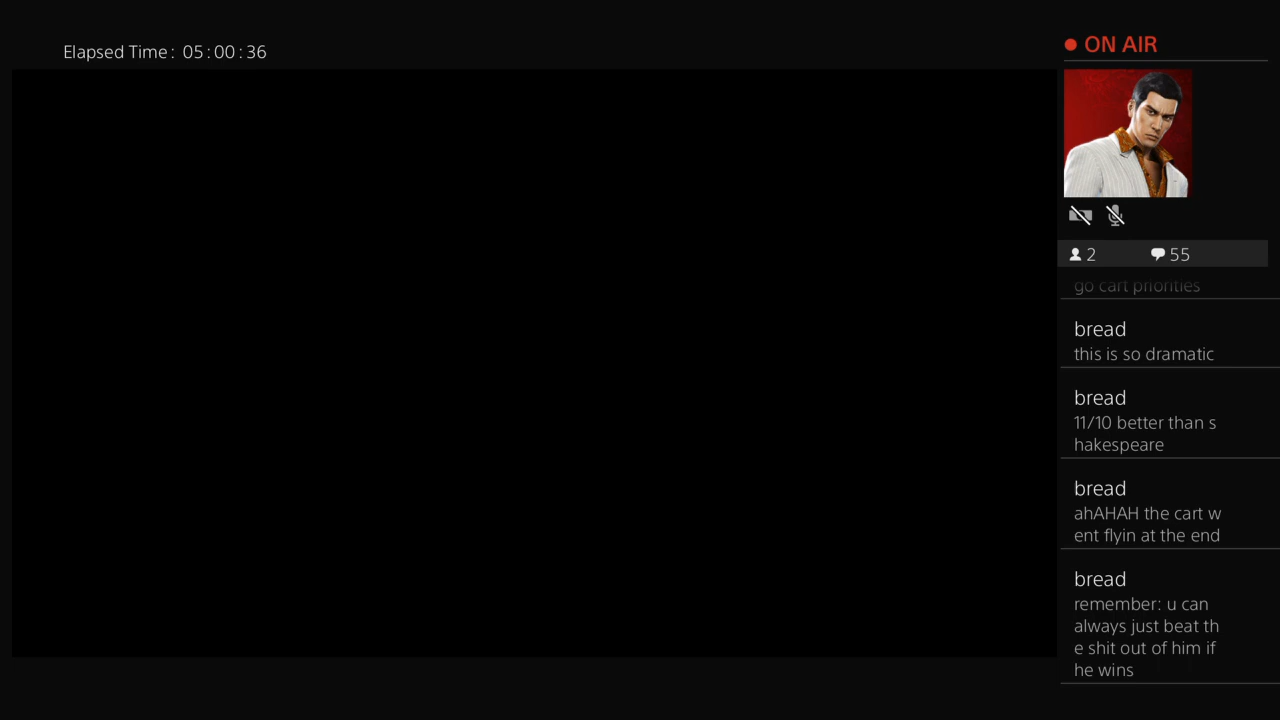 Elapsed Time: 05:00:36
ON AIR
2
55
go cart priorities
bread
this is so dramatic
bread
11/10 better than s
hakespeare
bread
ahAHAH the cart w
ent flyin at the end
bread
remember: u can
always just beat th
e shit out of him if
he wins